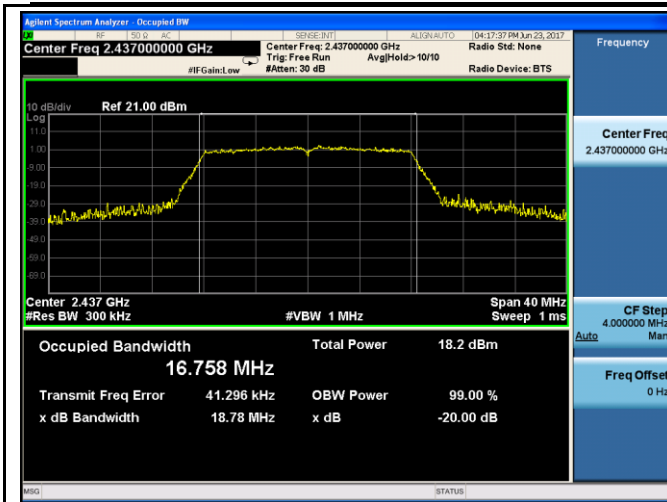 Agilent Spectrum Analyzer - Occupied BW
RF 50 Ω AC SENSE:INT ALIGNAUTO 04:17:37 PM Jun 23, 2017
Center Freq 2.437000000 GHz Center Freq: 2.437000000 GHz Radio Std: None Frequency
Trig: Free Run Avg|Hold:>10/10
#IFGain:Low #Atten: 30 dB Radio Device: BTS
10 dB/div Ref 21.00 dBm
Log
11.0
1.00
-9.00
-19.0
-29.0
-39.0
-49.0
-59.0
-69.0
Center 2.437 GHz Span 40 MHz
#Res BW 300 kHz #VBW 1 MHz Sweep 1 ms
Occupied Bandwidth Total Power 18.2 dBm
16.758 MHz
Transmit Freq Error 41.296 kHz OBW Power 99.00 %
x dB Bandwidth 18.78 MHz x dB -20.00 dB
Center Freq
2.437000000 GHz
CF Step
4.000000 MHz
Auto Man
Freq Offset
0 Hz
MSG STATUS